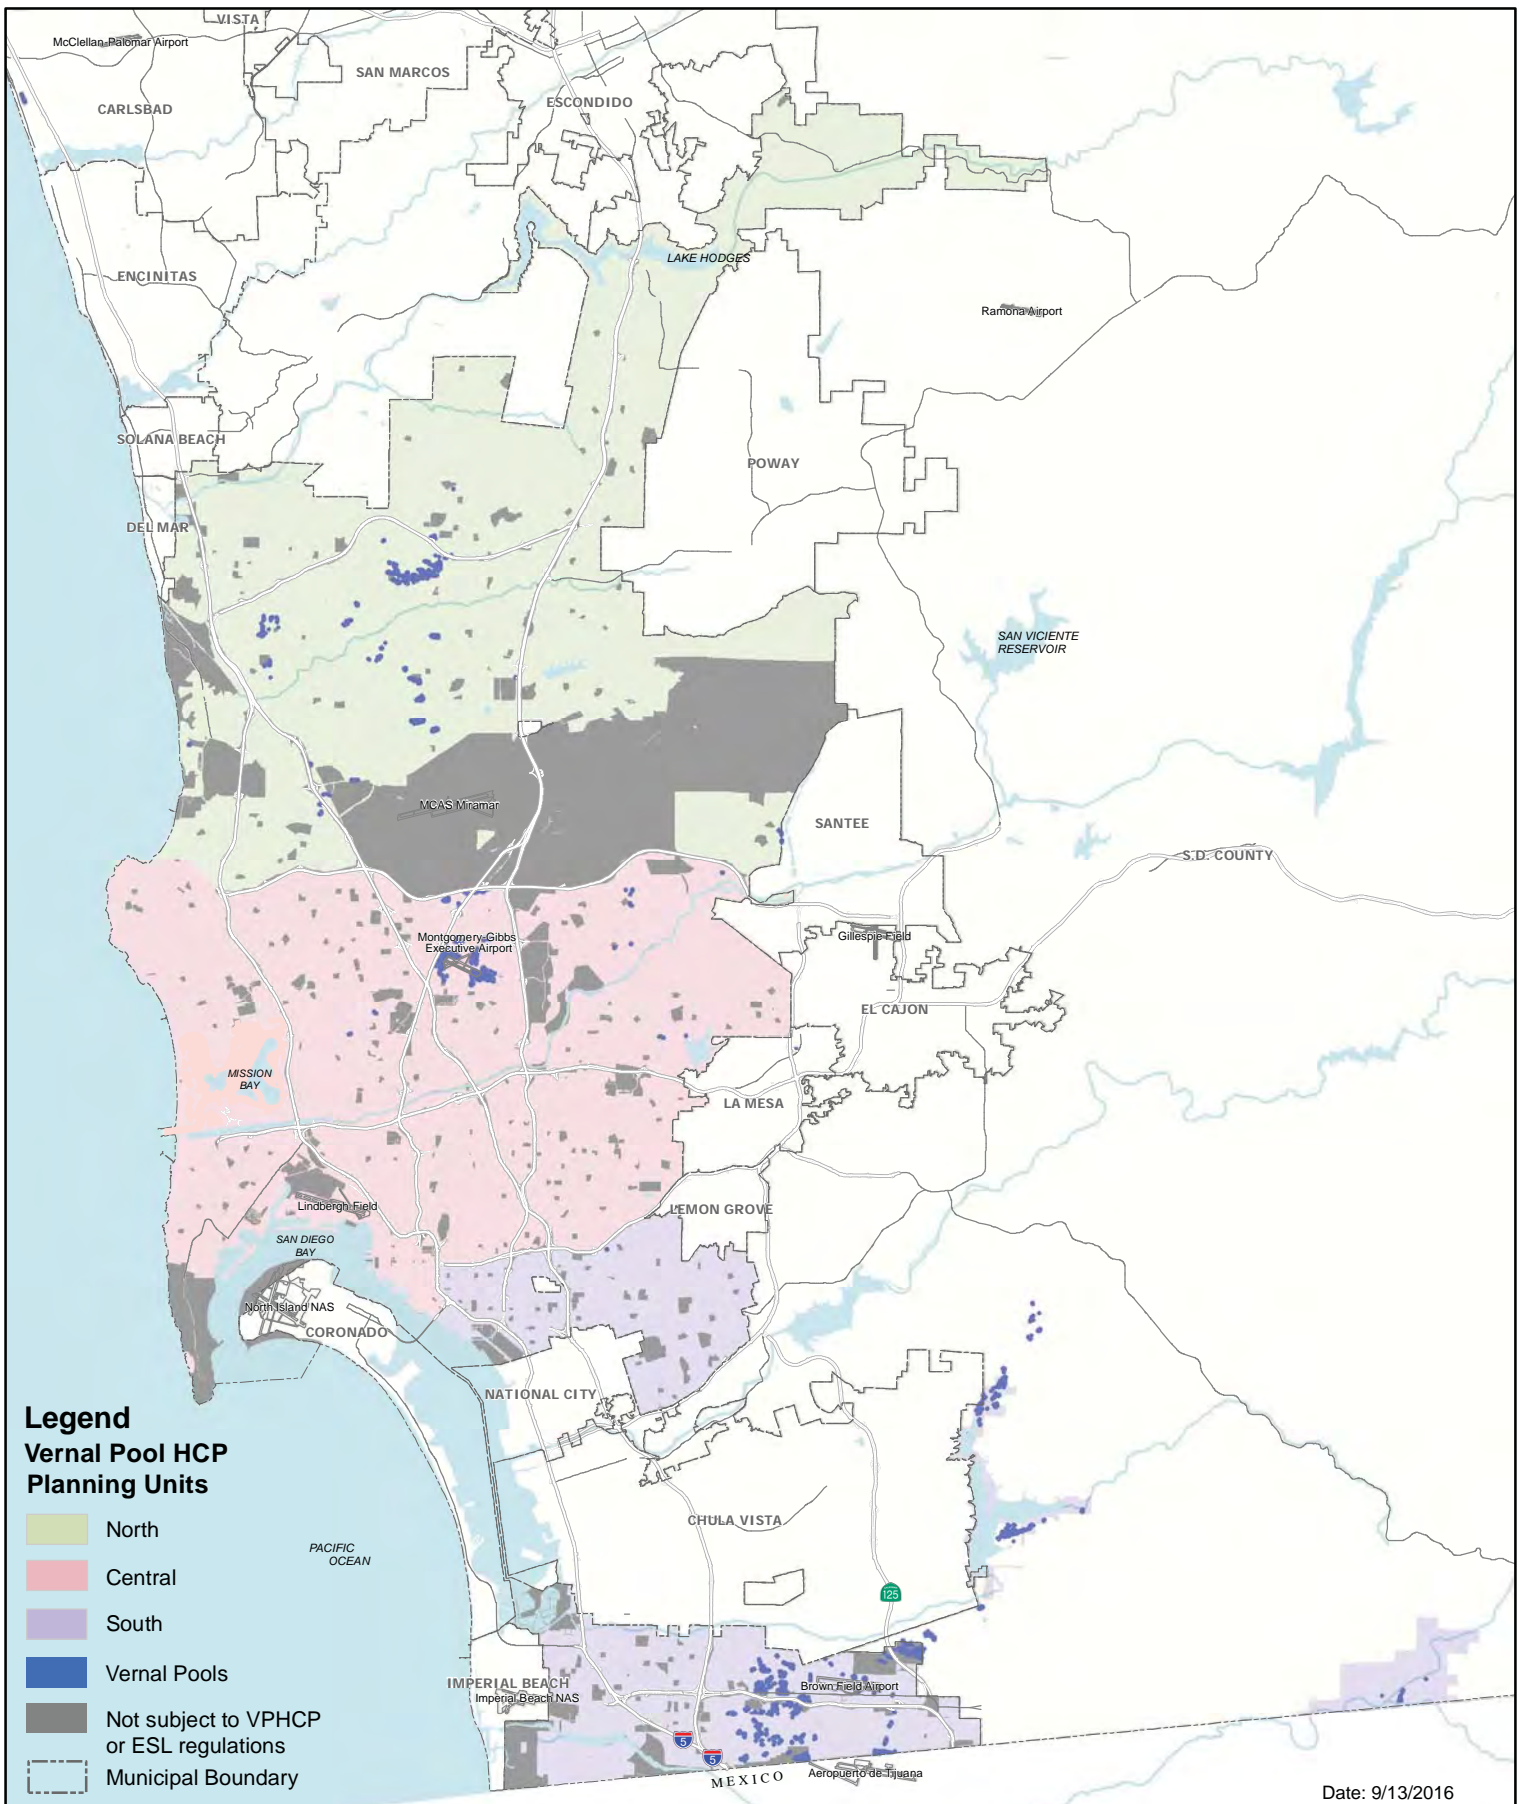 VISTA
McClellan-Palomar Airport
SAN MARCOS
CARLSBAD
ESCONDIDO
ENCINITAS
LAKE HODGES
Ramona Airport
SOLANA BEACH
POWAY
DEL MAR
SAN VICIENTE
RESERVOIR
MCAS Miramar
SANTEE
S.D. COUNTY
Montgomery-Gibbs
Executive Airport
Gillespie Field
EL CAJON
MISSION
BAY
LA MESA
Lindbergh Field
LEMON GROVE
SAN DIEGO
BAY
North Island NAS
CORONADO
NATIONAL CITY
CHULA VISTA
PACIFIC
OCEAN
125
IMPERIAL BEACH
Imperial Beach NAS
Brown Field Airport
5
5
MEXICO
Aeropuerto de Tijuana
Legend
Vernal Pool HCP
Planning Units
North
Central
South
Vernal Pools
Not subject to VPHCP
or ESL regulations
Municipal Boundary
Date: 9/13/2016